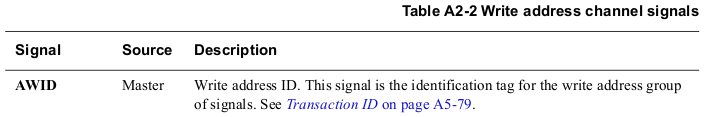 Table A2-2 Write address channel signals
Signal Source Description
AWID Master Write address ID. This signal is the identification tag for the write address group
of signals. See Transaction ID on page A5-79.